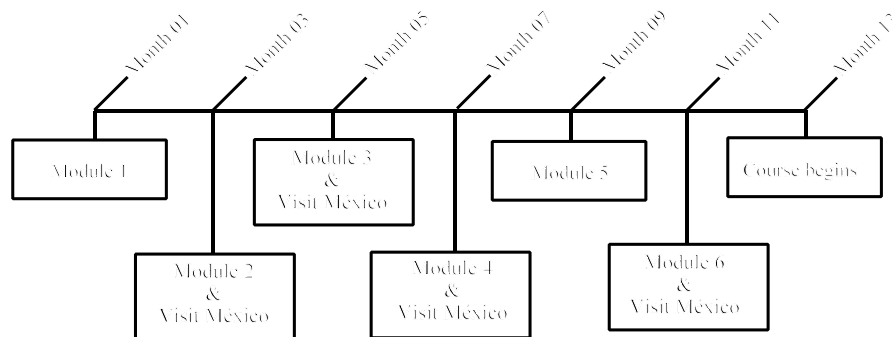 Month 01
Month 03
Month 05
Month 07
Month 09
Month 11
Month 12
Module 1
Module 3
&
Visit México
Module 5
Course begins
Module 2
&
Visit México
Module 4
&
Visit México
Module 6
&
Visit México